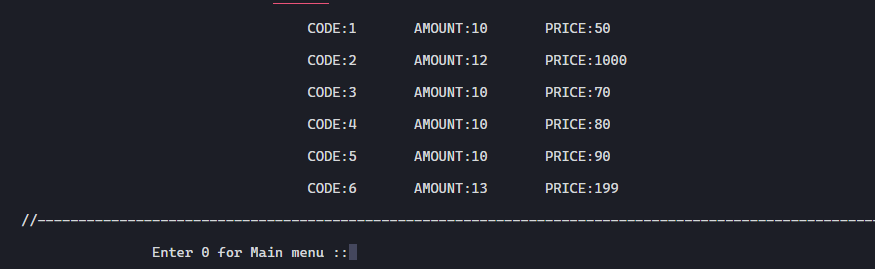 CODE:1 AMOUNT:10 PRICE:50
CODE:2 AMOUNT:12 PRICE:1000
CODE:3 AMOUNT:10 PRICE:70
CODE:4 AMOUNT:10 PRICE:80
CODE:5 AMOUNT:10 PRICE:90
CODE:6 AMOUNT:13 PRICE:199
//-------------------------------------------------------------------------------------------------------
Enter 0 for Main menu ::